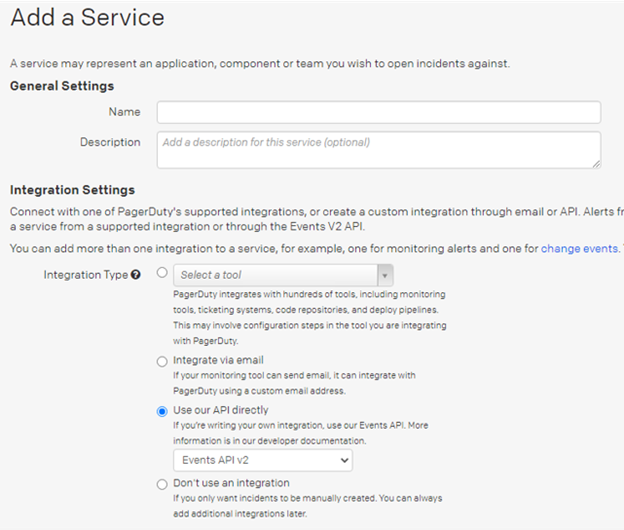 Add a Service
A service may represent an application, component or team you wish to open incidents against.
General Settings
Name
Description
Add a description for this service (optional)
Integration Settings
Connect with one of PagerDuty's supported integrations, or create a custom integration through email or API. Alerts fr
a service from a supported integration or through the Events V2 API.
You can add more than one integration to a service, for example, one for monitoring alerts and one for change events.
Integration Type
Select a tool
PagerDuty integrates with hundreds of tools, including monitoring
tools, ticketing systems, code repositories, and deploy pipelines.
This may involve configuration steps in the tool you are integrating
with PagerDuty.
Integrate via email
If your monitoring tool can send email, it can integrate with
PagerDuty using a custom email address.
Use our API directly
If you're writing your own integration, use our Events API. More
information is in our developer documentation.
Events API v2
Don't use an integration
If you only want incidents to be manually created. You can always
add additional integrations later.